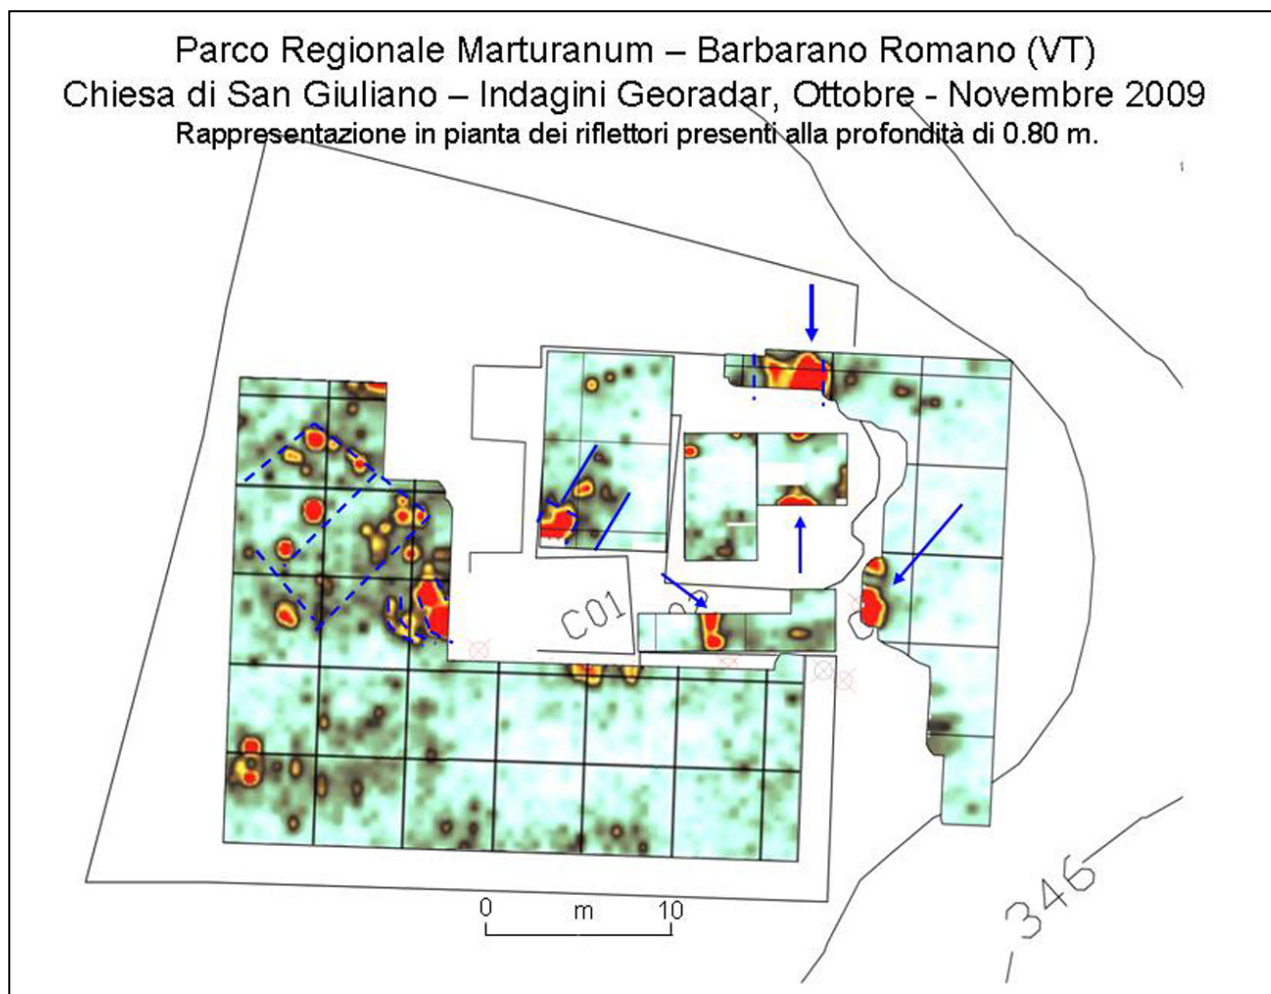 Parco Regionale Marturanum – Barbarano Romano (VT)
Chiesa di San Giuliano – Indagini Georadar, Ottobre - Novembre 2009
Rappresentazione in pianta dei riflettori presenti alla profondità di 0.80 m.
1
C01
0 m 10
346